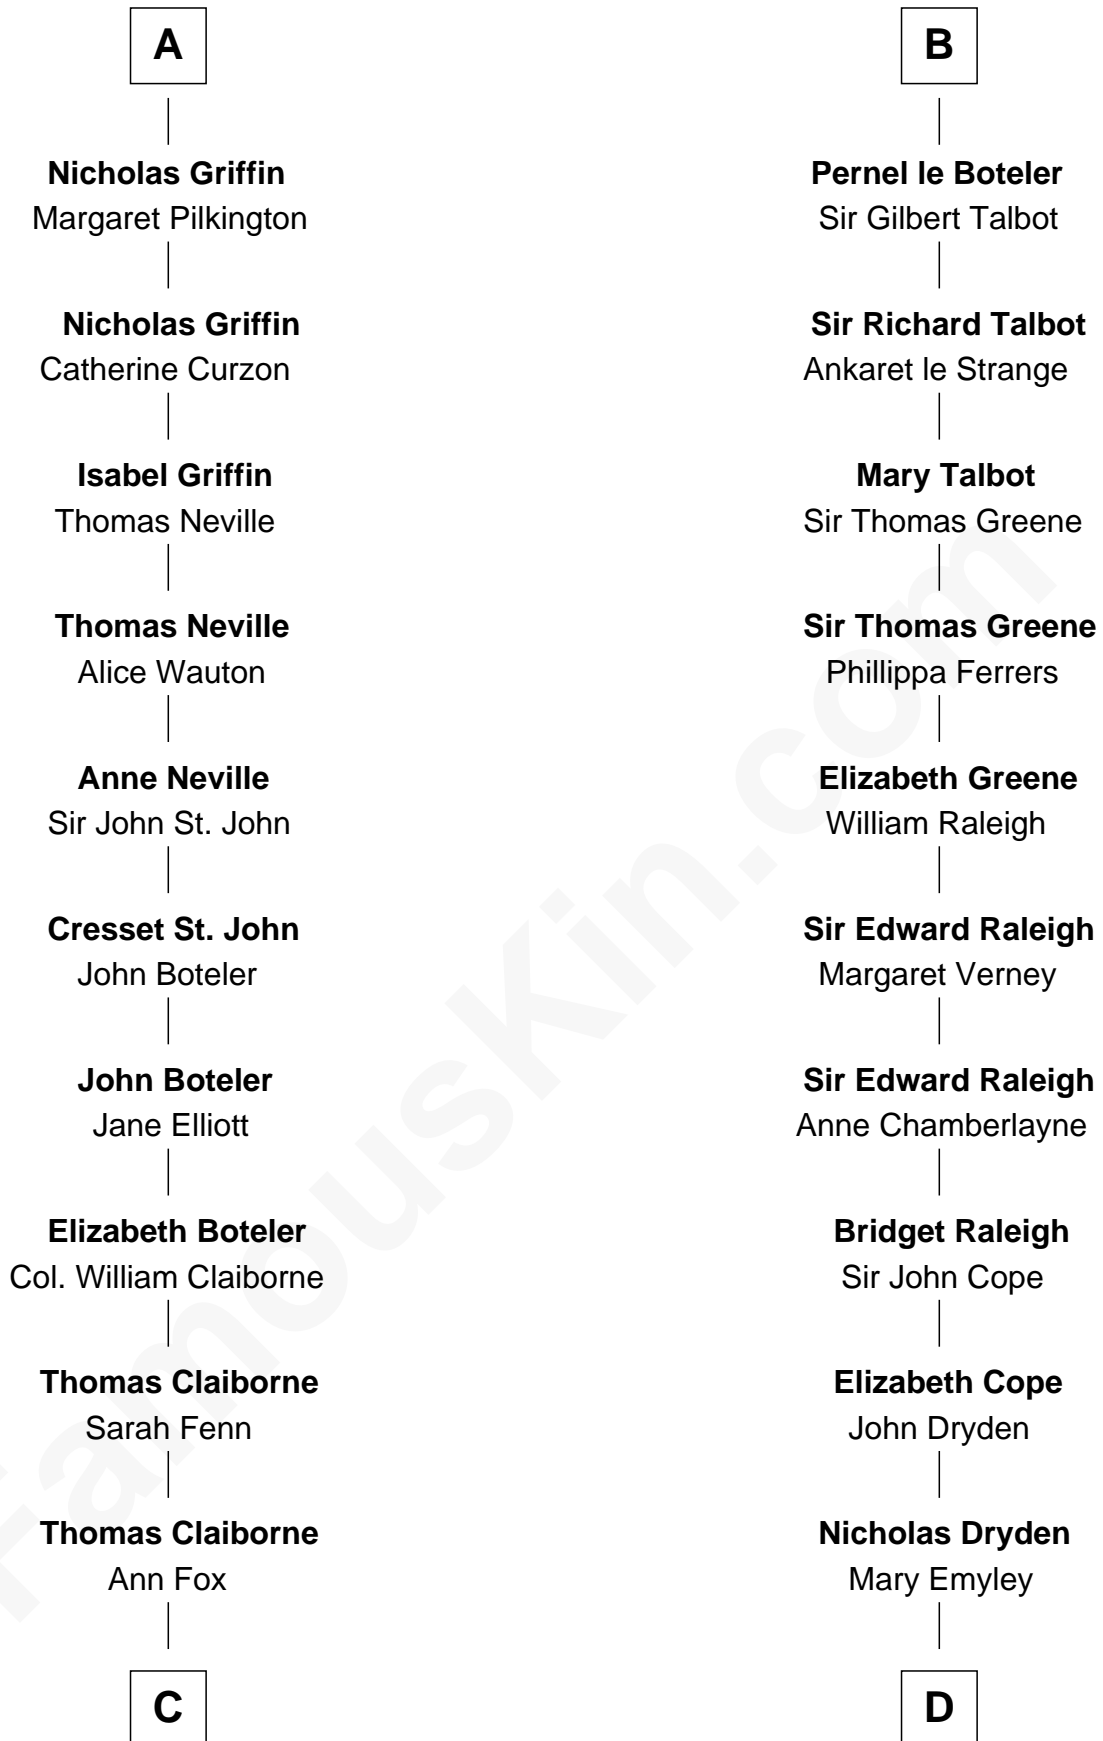 A
Nicholas Griffin
Margaret Pilkington
Nicholas Griffin
Catherine Curzon
Isabel Griffin
Thomas Neville
Thomas Neville
Alice Wauton
Anne Neville
Sir John St. John
Cresset St. John
John Boteler
John Boteler
Jane Elliott
Elizabeth Boteler
Col. William Claiborne
Thomas Claiborne
Sarah Fenn
Thomas Claiborne
Ann Fox
C
B
Pernel le Boteler
Sir Gilbert Talbot
Sir Richard Talbot
Ankaret le Strange
Mary Talbot
Sir Thomas Greene
Sir Thomas Greene
Phillippa Ferrers
Elizabeth Greene
William Raleigh
Sir Edward Raleigh
Margaret Verney
Sir Edward Raleigh
Anne Chamberlayne
Bridget Raleigh
Sir John Cope
Elizabeth Cope
John Dryden
Nicholas Dryden
Mary Emyley
D
FamousKin.com